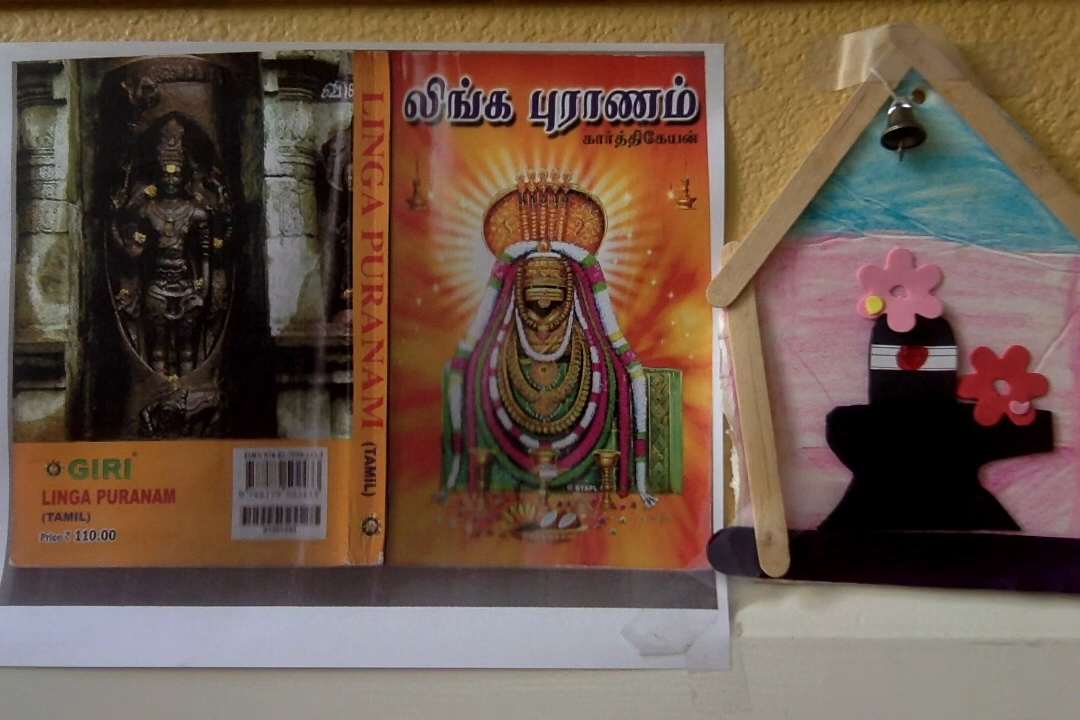 லிங்க புராணம்
கார்த்திகேயன்
LINGA PURANAM (TAMIL)
GIRI
LINGA PURANAM
(TAMIL)
Price ₹ 110.00